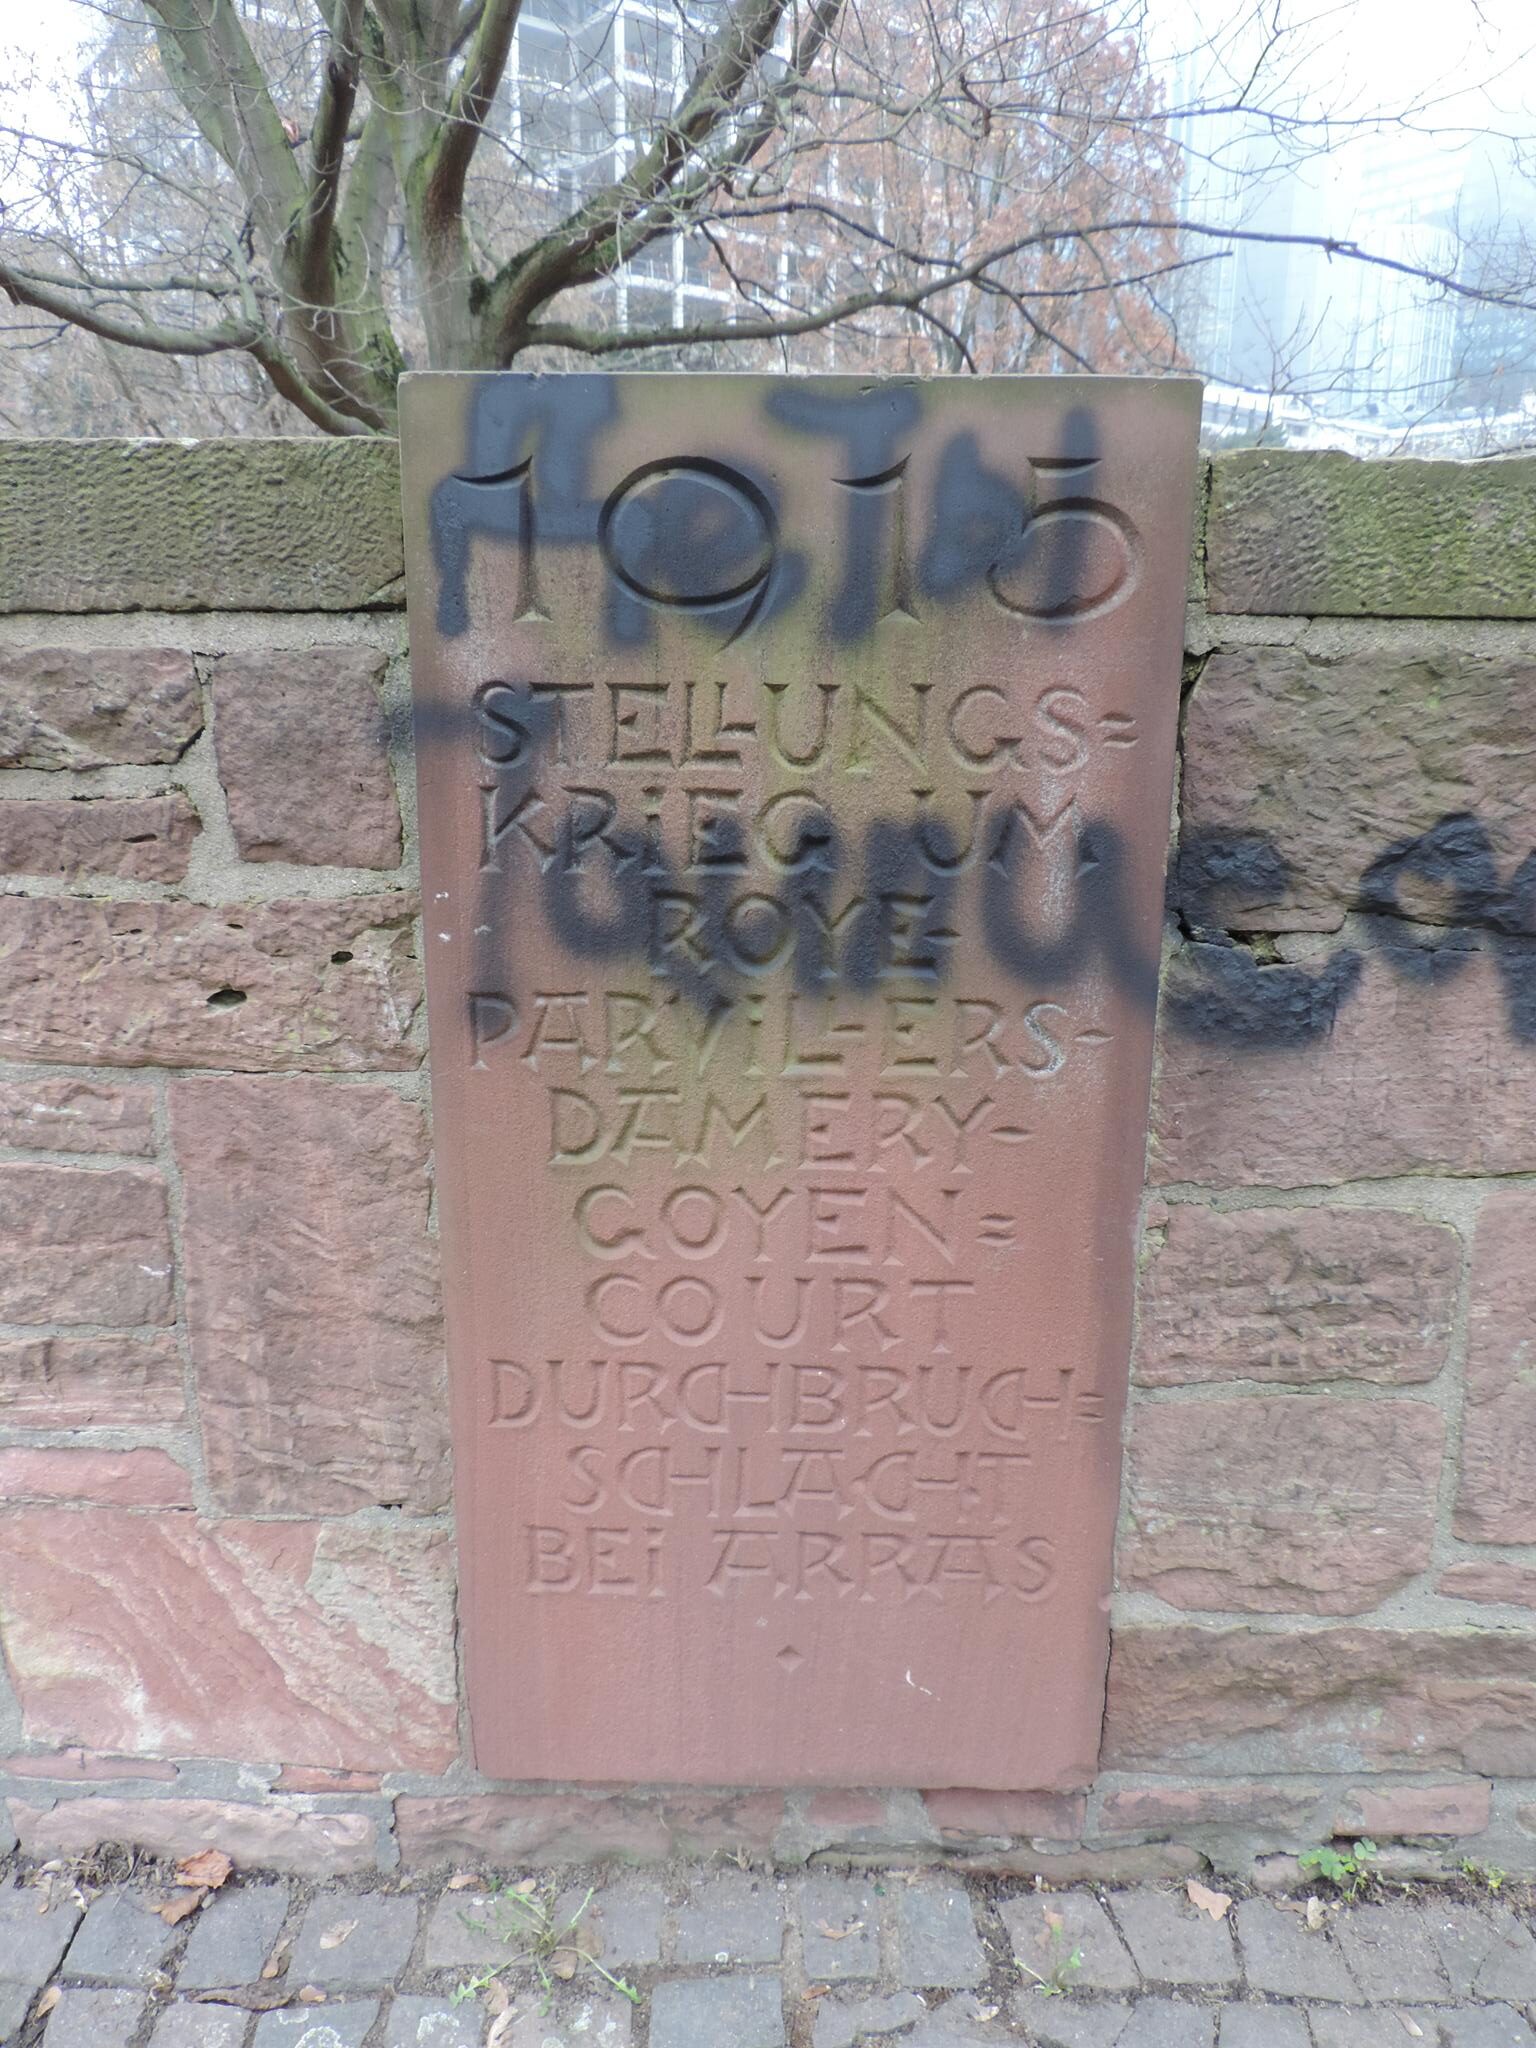 1915
STELLUNGS=
KRiEG UM
ROYE-
PARViLLERS-
DAMERY-
GOYEN=
COURT
DURCHBRUCH=
SCHLACHT
BEi ARRAS